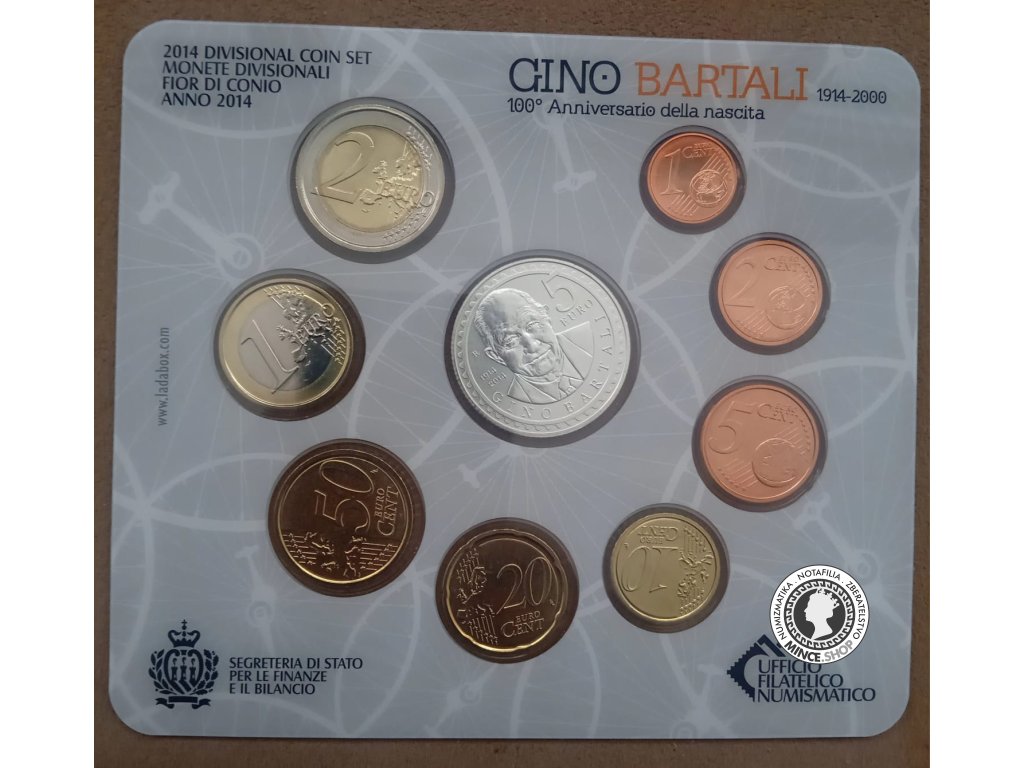 2014 DIVISIONAL COIN SET
MONETE DIVISIONALI
FIOR DI CONIO
ANNO 2014
GINO BARTALI 1914-2000
100° Anniversario della nascita
2 EURO
1 EURO CENT
2 EURO CENT
1 EURO
5 EURO
1914
2014
GINO BARTALI
www.ladabox.com
5 EURO CENT
50 EURO CENT
20 EURO CENT
10 EURO CENT
NUMIZMATIKA . NOTAFILIA . ZBERATEĽSTVO
MINCE.SHOP
SEGRETERIA DI STATO
PER LE FINANZE
E IL BILANCIO
UFFICIO
FILATELICO
NUMISMATICO